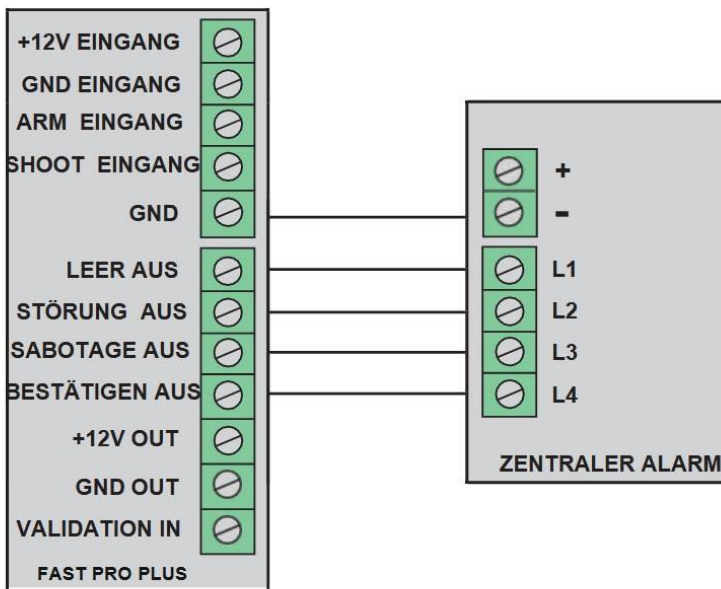 +12V EINGANG
GND EINGANG
ARM EINGANG
SHOOT EINGANG
GND
LEER AUS
STÖRUNG AUS
SABOTAGE AUS
BESTÄTIGEN AUS
+12V OUT
GND OUT
VALIDATION IN
FAST PRO PLUS
+
-
L1
L2
L3
L4
ZENTRALER ALARM